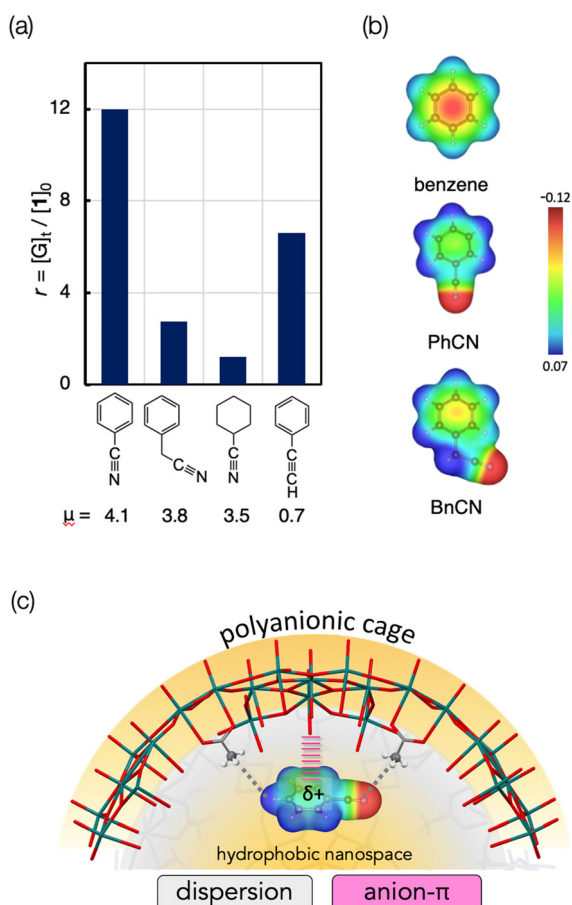 (a)
(b)
12
8
4
0
r = [G]t / [1]0
C
≡
N
C≡N
C
≡
N
C
≡
C
H
μ = 4.1 3.8 3.5 0.7
benzene
PhCN
BnCN
-0.12
0.07
(c)
polyanionic cage
δ+
hydrophobic nanospace
dispersion
anion-π